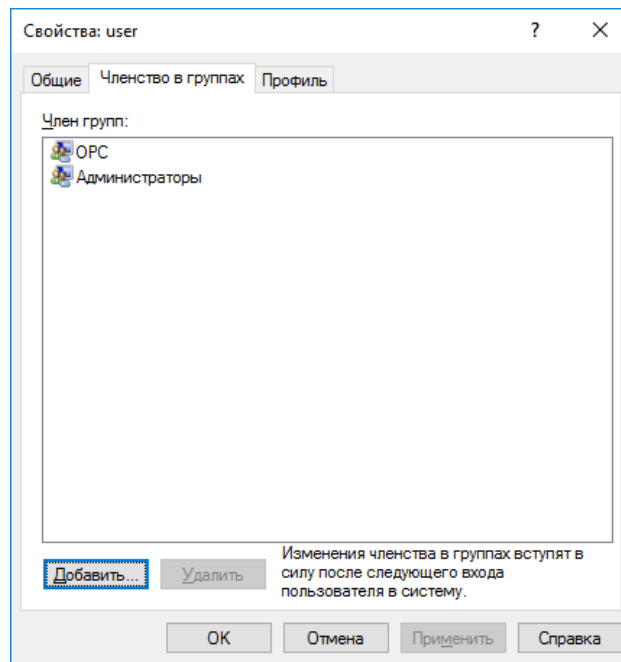 Свойства: user
?
Общие
Членство в группах
Профиль
Член групп:
OPC
Администраторы
Добавить...
Удалить
Изменения членства в группах вступят в
силу после следующего входа
пользователя в систему.
OK
Отмена
Применить
Справка